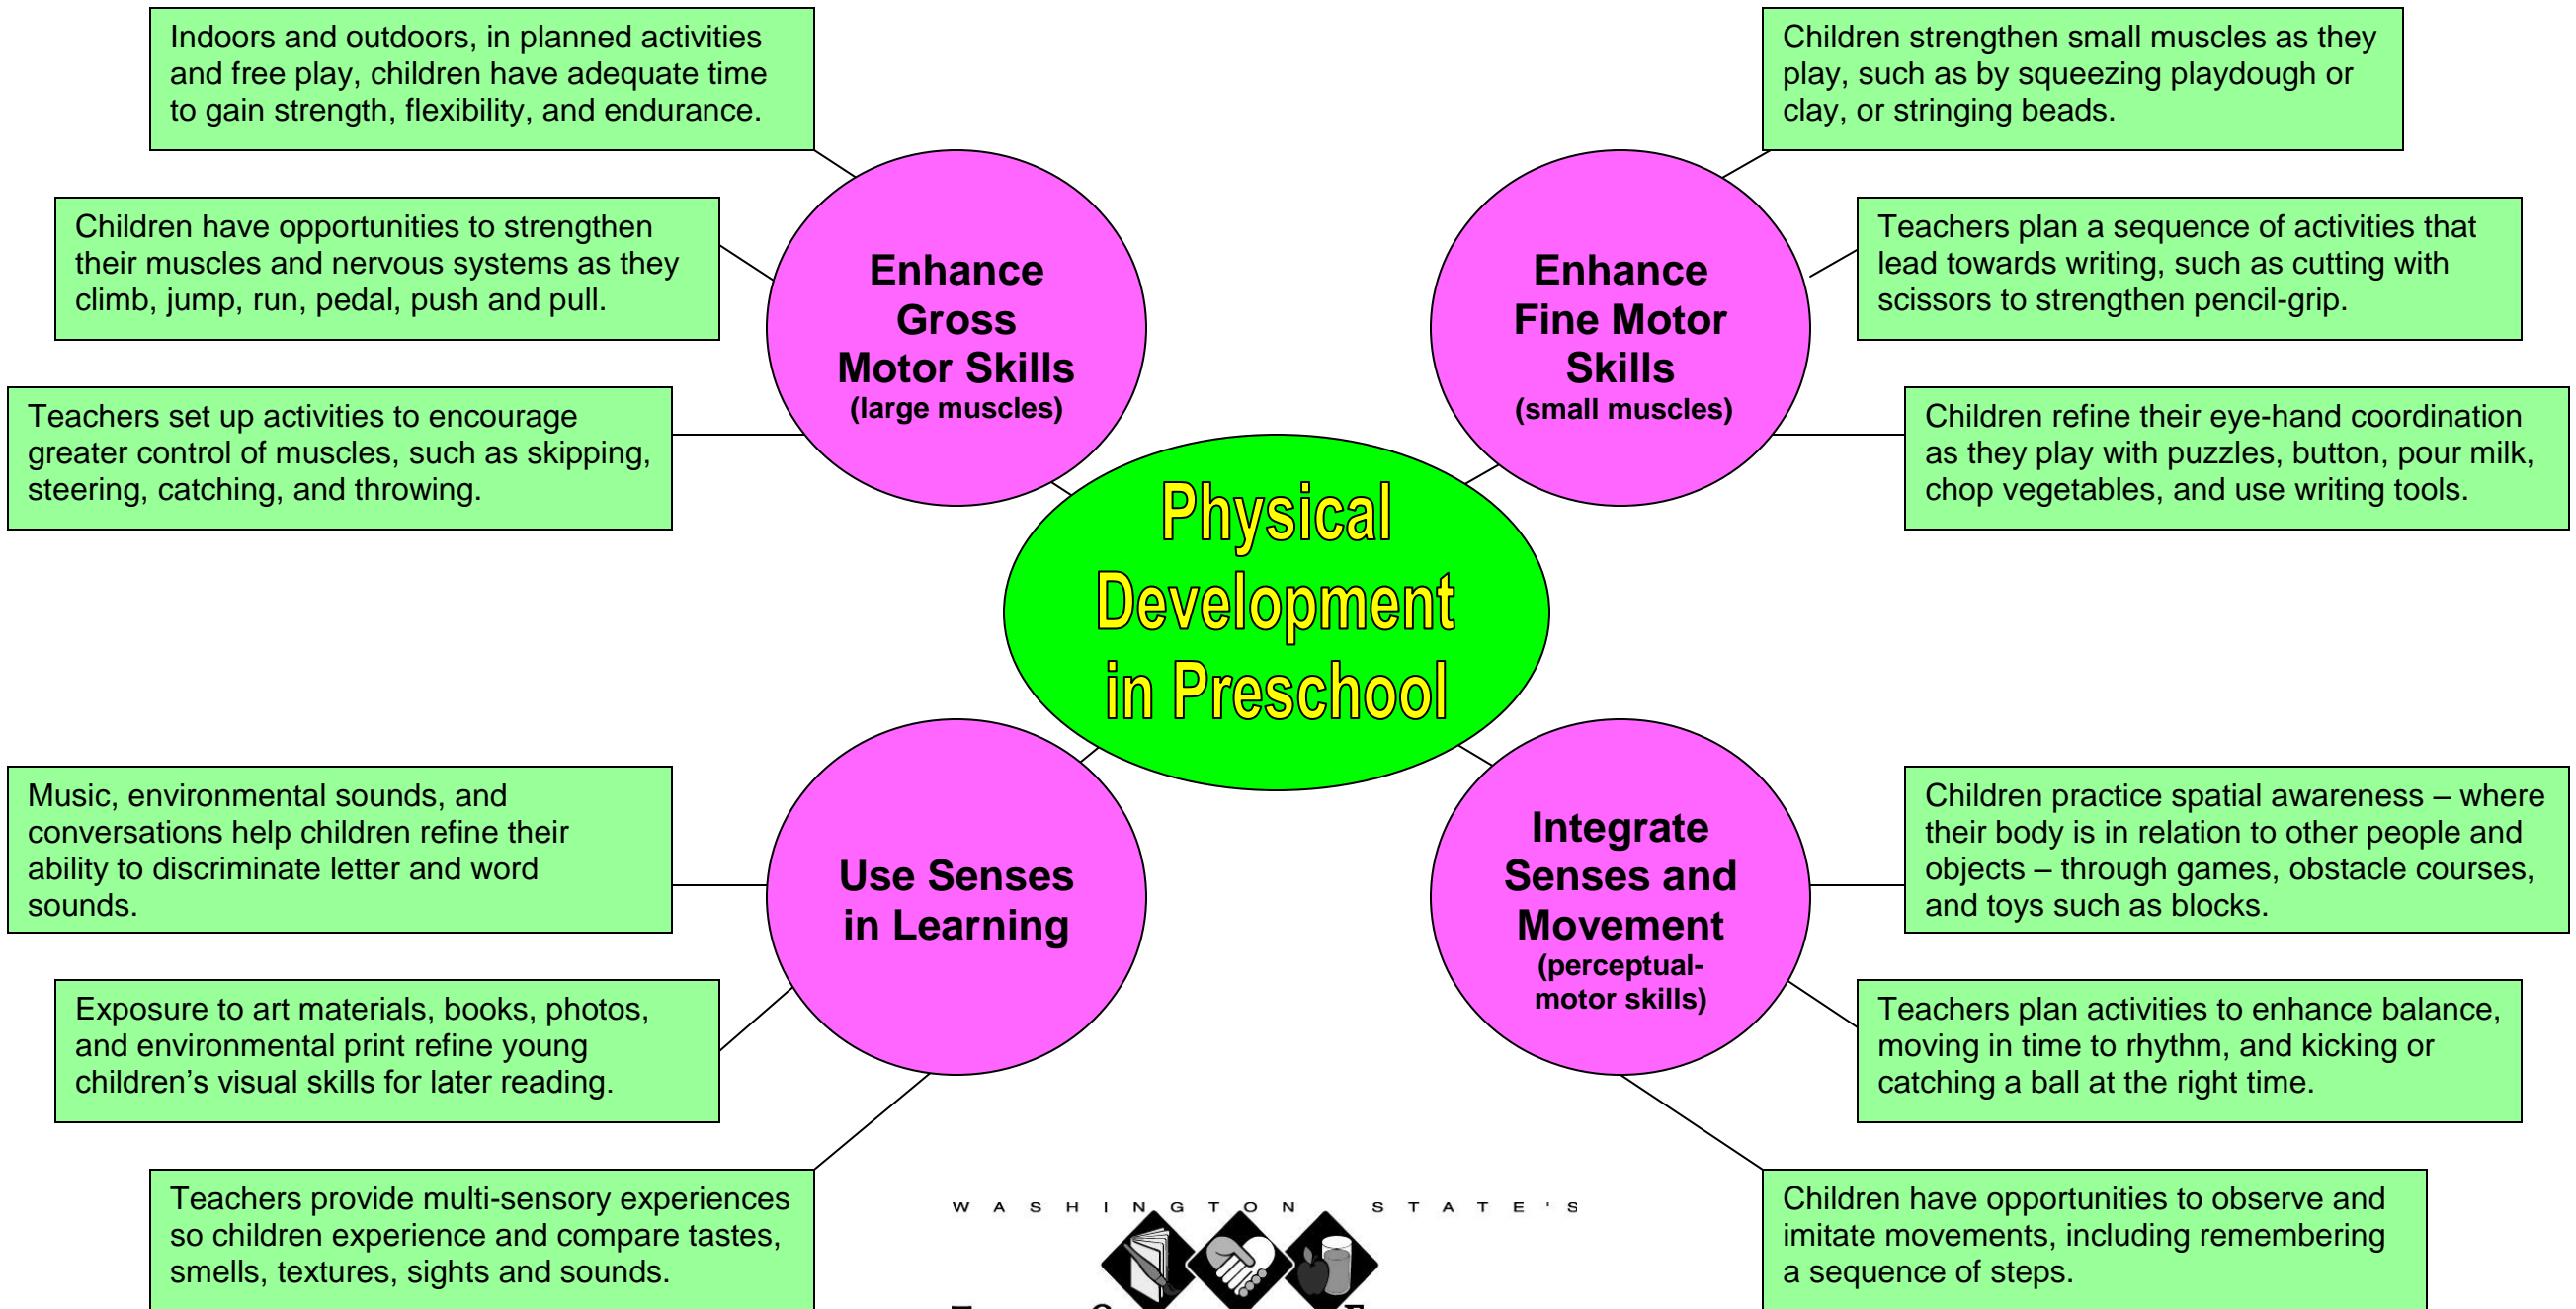 Indoors and outdoors, in planned activities
and free play, children have adequate time
to gain strength, flexibility, and endurance.
Children have opportunities to strengthen
their muscles and nervous systems as they
climb, jump, run, pedal, push and pull.
Teachers set up activities to encourage
greater control of muscles, such as skipping,
steering, catching, and throwing.
Enhance
Gross
Motor Skills
(large muscles)
Children strengthen small muscles as they
play, such as by squeezing playdough or
clay, or stringing beads.
Teachers plan a sequence of activities that
lead towards writing, such as cutting with
scissors to strengthen pencil-grip.
Children refine their eye-hand coordination
as they play with puzzles, button, pour milk,
chop vegetables, and use writing tools.
Enhance
Fine Motor
Skills
(small muscles)
Physical
Development
in Preschool
Music, environmental sounds, and
conversations help children refine their
ability to discriminate letter and word
sounds.
Exposure to art materials, books, photos,
and environmental print refine young
children’s visual skills for later reading.
Teachers provide multi-sensory experiences
so children experience and compare tastes,
smells, textures, sights and sounds.
Use Senses
in Learning
Integrate
Senses and
Movement
(perceptual-
motor skills)
Children practice spatial awareness – where
their body is in relation to other people and
objects – through games, obstacle courses,
and toys such as blocks.
Teachers plan activities to enhance balance,
moving in time to rhythm, and kicking or
catching a ball at the right time.
Children have opportunities to observe and
imitate movements, including remembering
a sequence of steps.
WASHINGTON STATE'S